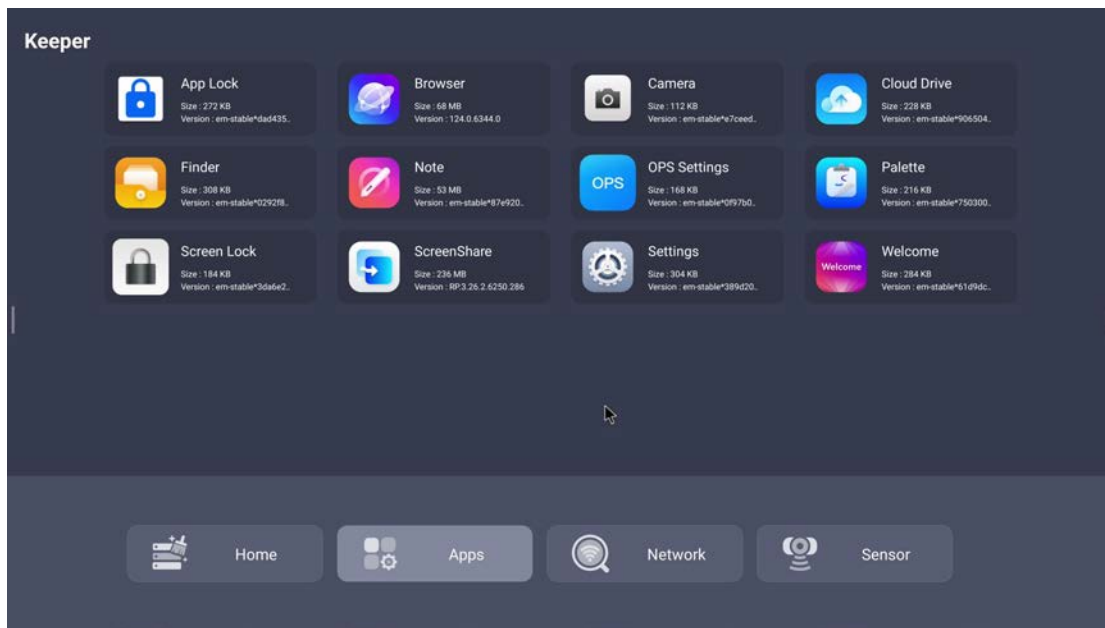 Keeper
App Lock
Size : 272 KB
Version : em-stable*dad435..
Browser
Size : 68 MB
Version : 124.0.6344.0
Camera
Size : 112 KB
Version : em-stable*e7ceed..
Cloud Drive
Size : 228 KB
Version : em-stable*906504..
Finder
Size : 308 KB
Version : em-stable*0292f8..
Note
Size : 53 MB
Version : em-stable*87e920..
OPS
OPS Settings
Size : 168 KB
Version : em-stable*0f97b0..
Palette
Size : 216 KB
Version : em-stable*750300..
Screen Lock
Size : 184 KB
Version : em-stable*3da6e2..
ScreenShare
Size : 236 MB
Version : RP.3.26.2.6250.286
Settings
Size : 304 KB
Version : em-stable*389d20..
Welcome
Welcome
Size : 284 KB
Version : em-stable*61d9dc..
Home
Apps
Network
Sensor